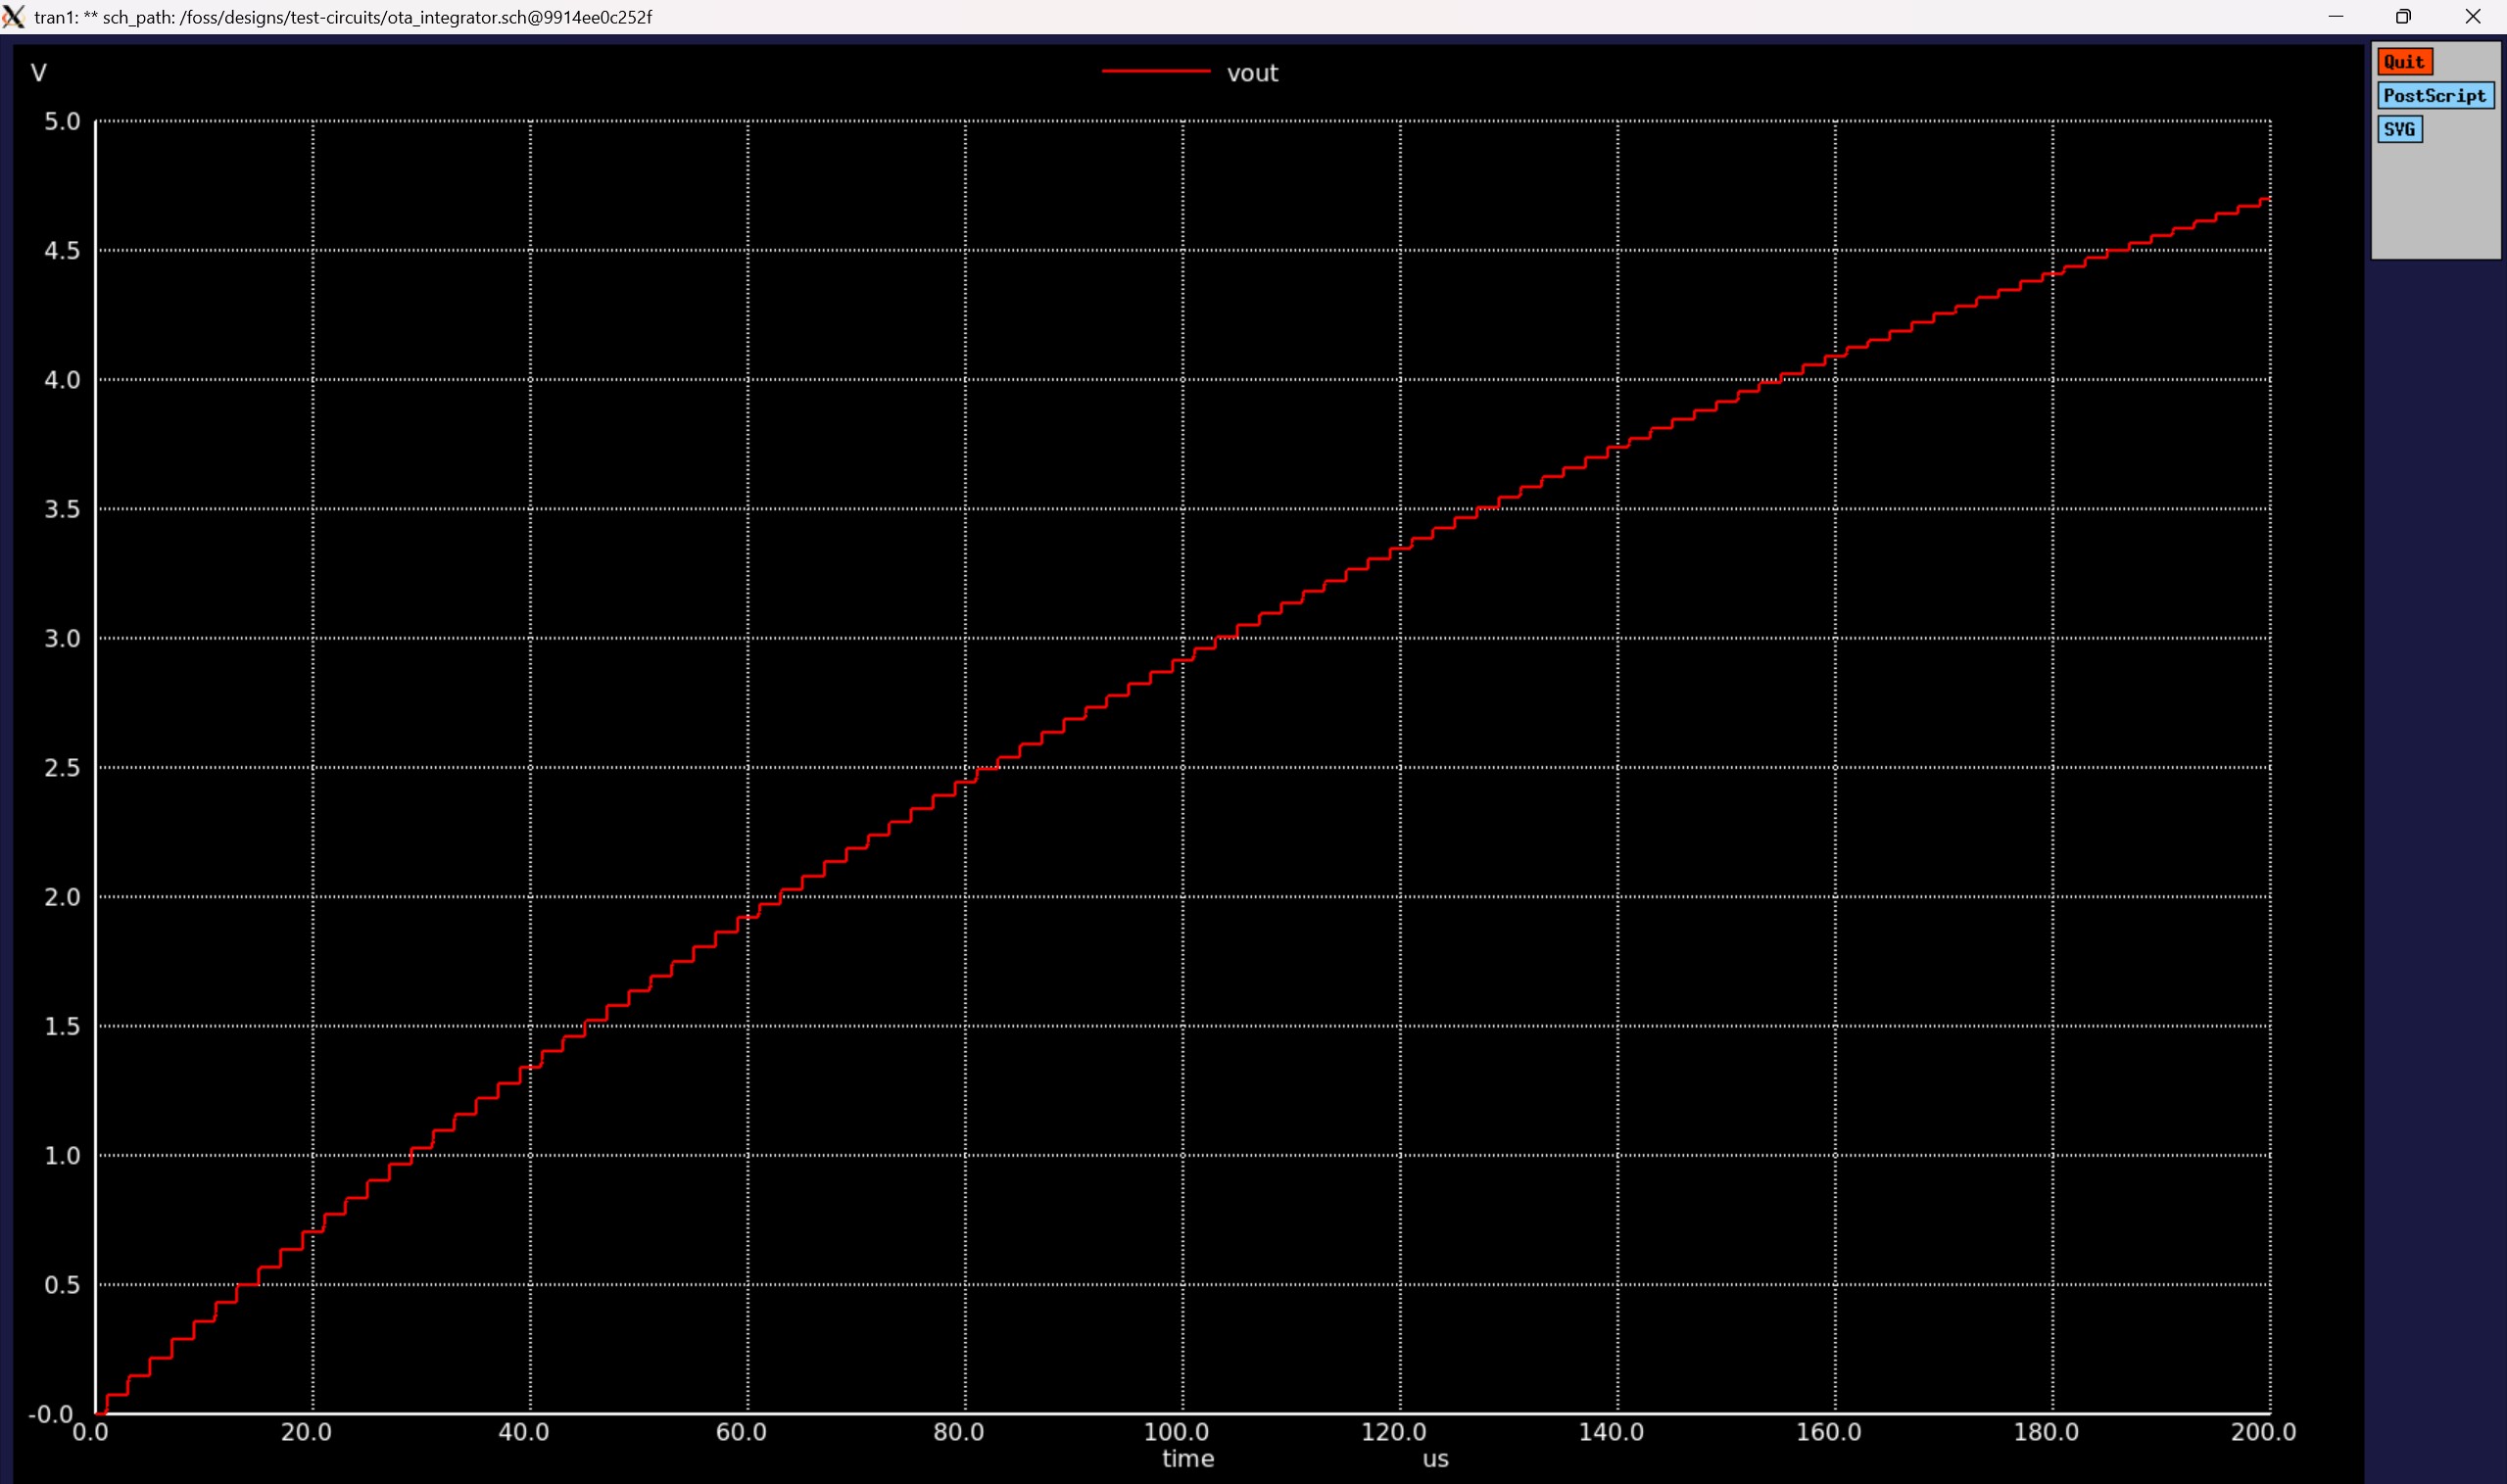 tran1: ** sch_path: /foss/designs/test-circuits/ota_integrator.sch@9914ee0c252f
Quit
PostScript
SVG
V
vout
5.0
4.5
4.0
3.5
3.0
2.5
2.0
1.5
1.0
0.5
-0.0
0.0 20.0 40.0 60.0 80.0 100.0 120.0 140.0 160.0 180.0 200.0
time us